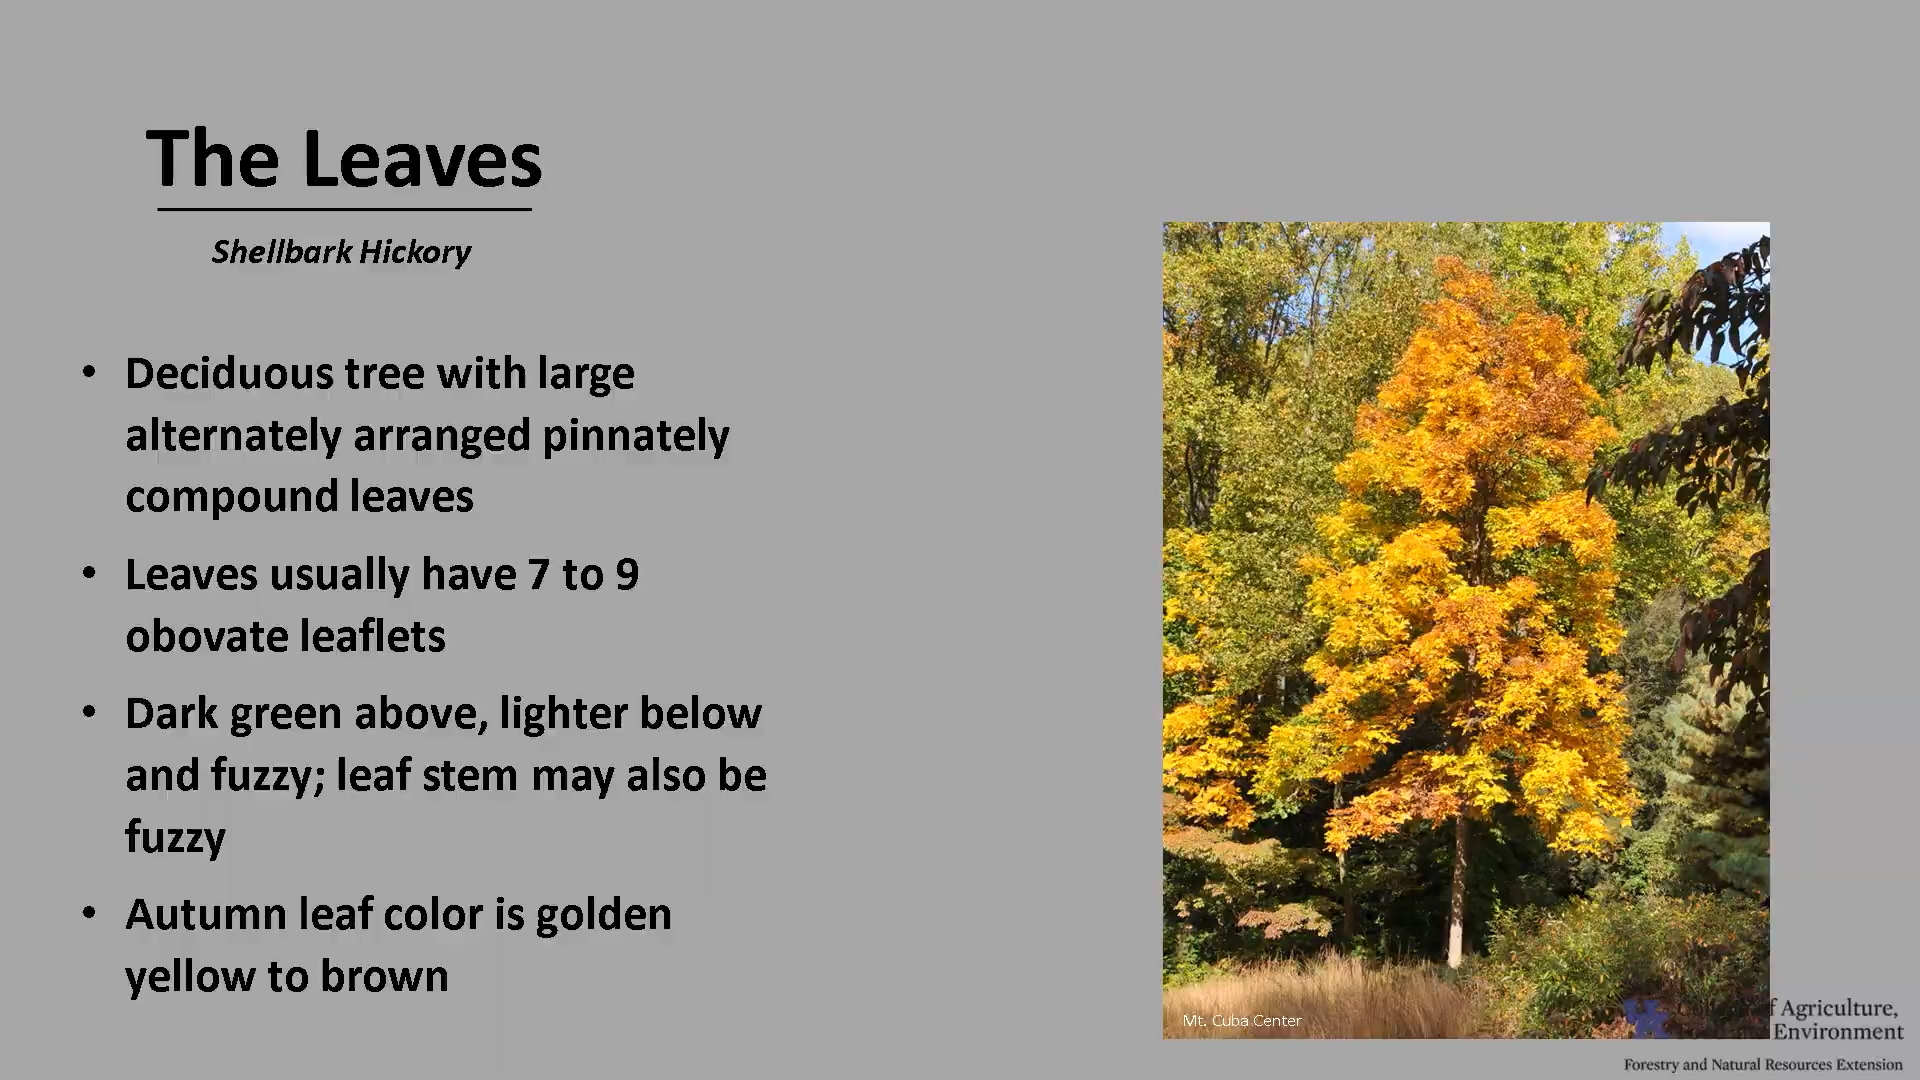 The Leaves
Shellbark Hickory
• Deciduous tree with large
alternately arranged pinnately
compound leaves
• Leaves usually have 7 to 9
obovate leaflets
• Dark green above, lighter below
and fuzzy; leaf stem may also be
fuzzy
• Autumn leaf color is golden
yellow to brown
Mt. Cuba Center
of Agriculture,
Environment
Forestry and Natural Resources Extension